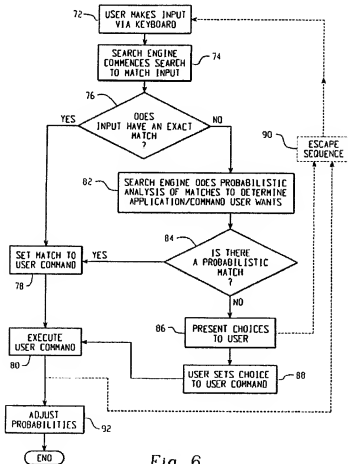 72
USER MAKES INPUT
VIA KEYBOARD
SEARCH ENGINE
COMMENCES SEARCH
TO MATCH INPUT
74
76
DOES
INPUT HAVE AN EXACT
MATCH
?
YES
NO
90
ESCAPE
SEQUENCE
82
SEARCH ENGINE DOES PROBABILISTIC
ANALYSIS OF MATCHES TO DETERMINE
APPLICATION/COMMAND USER WANTS
84
IS THERE
A PROBABILISTIC
MATCH
?
YES
NO
SET MATCH TO
USER COMMAND
78
86
PRESENT CHOICES
TO USER
EXECUTE
USER COMMAND
80
USER SETS CHOICE
TO USER COMMAND
88
ADJUST
PROBABILITIES
92
END
Fig. 6